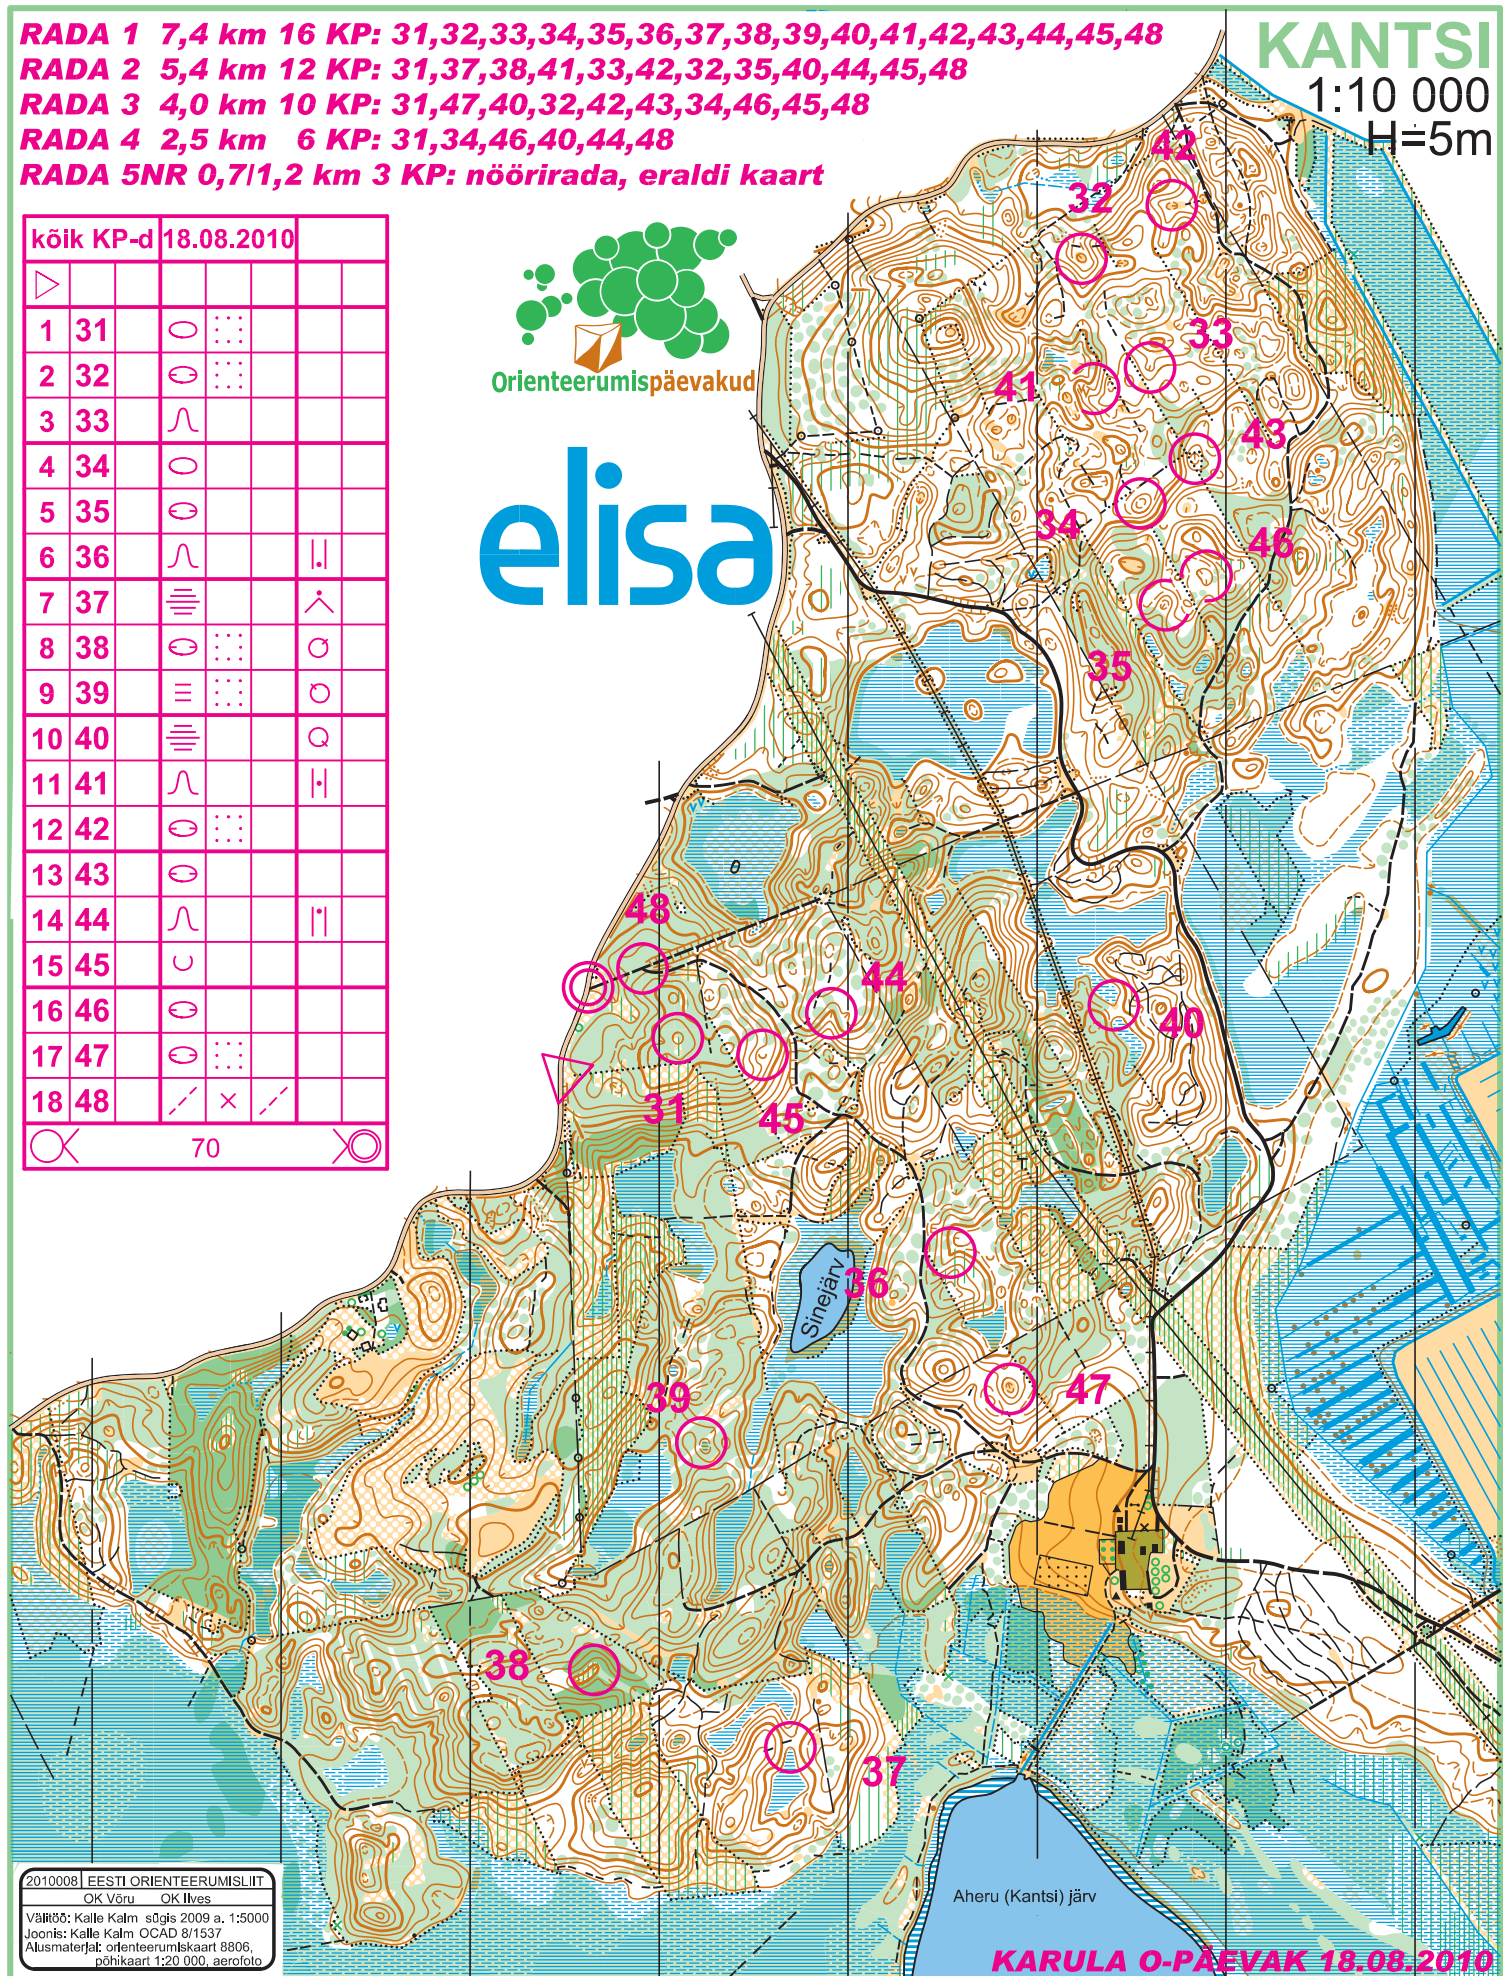 RADA 1 7,4 km 16 KP: 31,32,33,34,35,36,37,38,39,40,41,42,43,44,45,48
RADA 2 5,4 km 12 KP: 31,37,38,41,33,42,32,35,40,44,45,48
RADA 3 4,0 km 10 KP: 31,47,40,32,42,43,34,46,45,48
RADA 4 2,5 km 6 KP: 31,34,46,40,44,48
RADA 5NR 0,7/1,2 km 3 KP: nöörirada, eraldi kaart
KANTSI
1:10 000
H=5m
kõik KP-d 18.08.2010
1 31
2 32
3 33
4 34
5 35
6 36
7 37
8 38
9 39
10 40
11 41
12 42
13 43
14 44
15 45
16 46
17 47
18 48
70
Orienteerumispäevakud
elisa
42
32
33
41
43
34
46
35
48
44
40
31
45
36
Sinejärv
47
39
38
37
Aheru (Kantsi) järv
2010008 EESTI ORIENTEERUMISLIIT
OK Võru OK Ilves
Välitöö: Kalle Kalm sügis 2009 a. 1:5000
Joonis: Kalle Kalm OCAD 8/1537
Alusmaterjal: orienteerumiskaart 8806,
põhikaart 1:20 000, aerofoto
KARULA O-PÄEVAK 18.08.2010